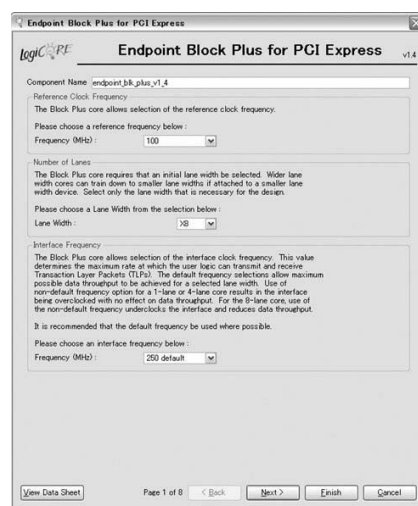 Endpoint Block Plus for PCI Express
LogiCORE
Endpoint Block Plus for PCI Express
v1.4
Component Name endpoint_blk_plus_v1_4
Reference Clock Frequency
The Block Plus core allows selection of the reference clock frequency.
Please choose a reference frequency below :
Frequency (MHz) : 100
Number of Lanes
The Block Plus core requires that an initial lane width be selected. Wider lane
width cores can train down to smaller lane widths if attached to a smaller lane
width device. Select only the lane width that is necessary for the design.
Please choose a Lane Width from the selection below :
Lane Width : X8
Interface Frequency
The Block Plus core allows selection of the interface clock frequency. This value
determines the maximum rate at which the user logic can transmit and receive
Transaction Layer Packets (TLPs). The default frequency selections allow maximum
possible data throughput to be achieved for a selected lane width. Use of
non-default frequency option for a 1-lane or 4-lane core results in the interface
being overclocked with no effect on data throughput. For the 8-lane core, use of
the non-default frequency underclocks the interface and reduces data throughput.
It is recommended that the default frequency be used where possible.
Please choose an interface frequency below :
Frequency (MHz) : 250 default
View Data Sheet
Page 1 of 8
< Back
Next >
Finish
Cancel